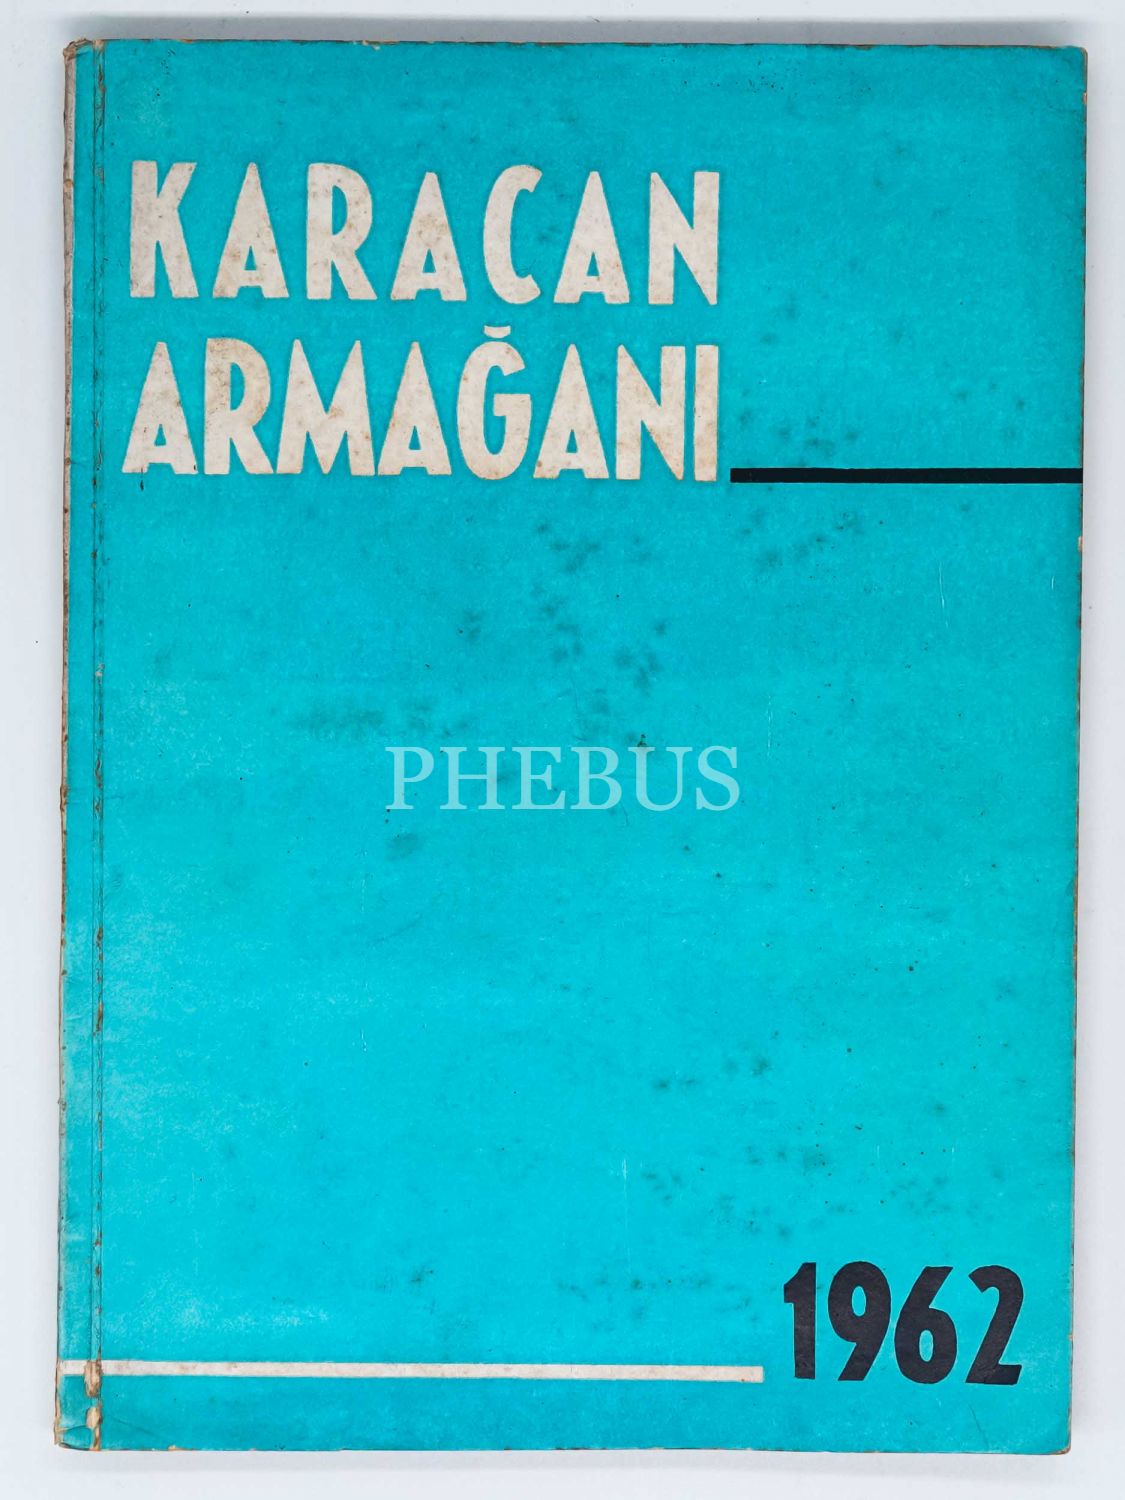 KARACAN
ARMAĞANI
PHEBUS
1962